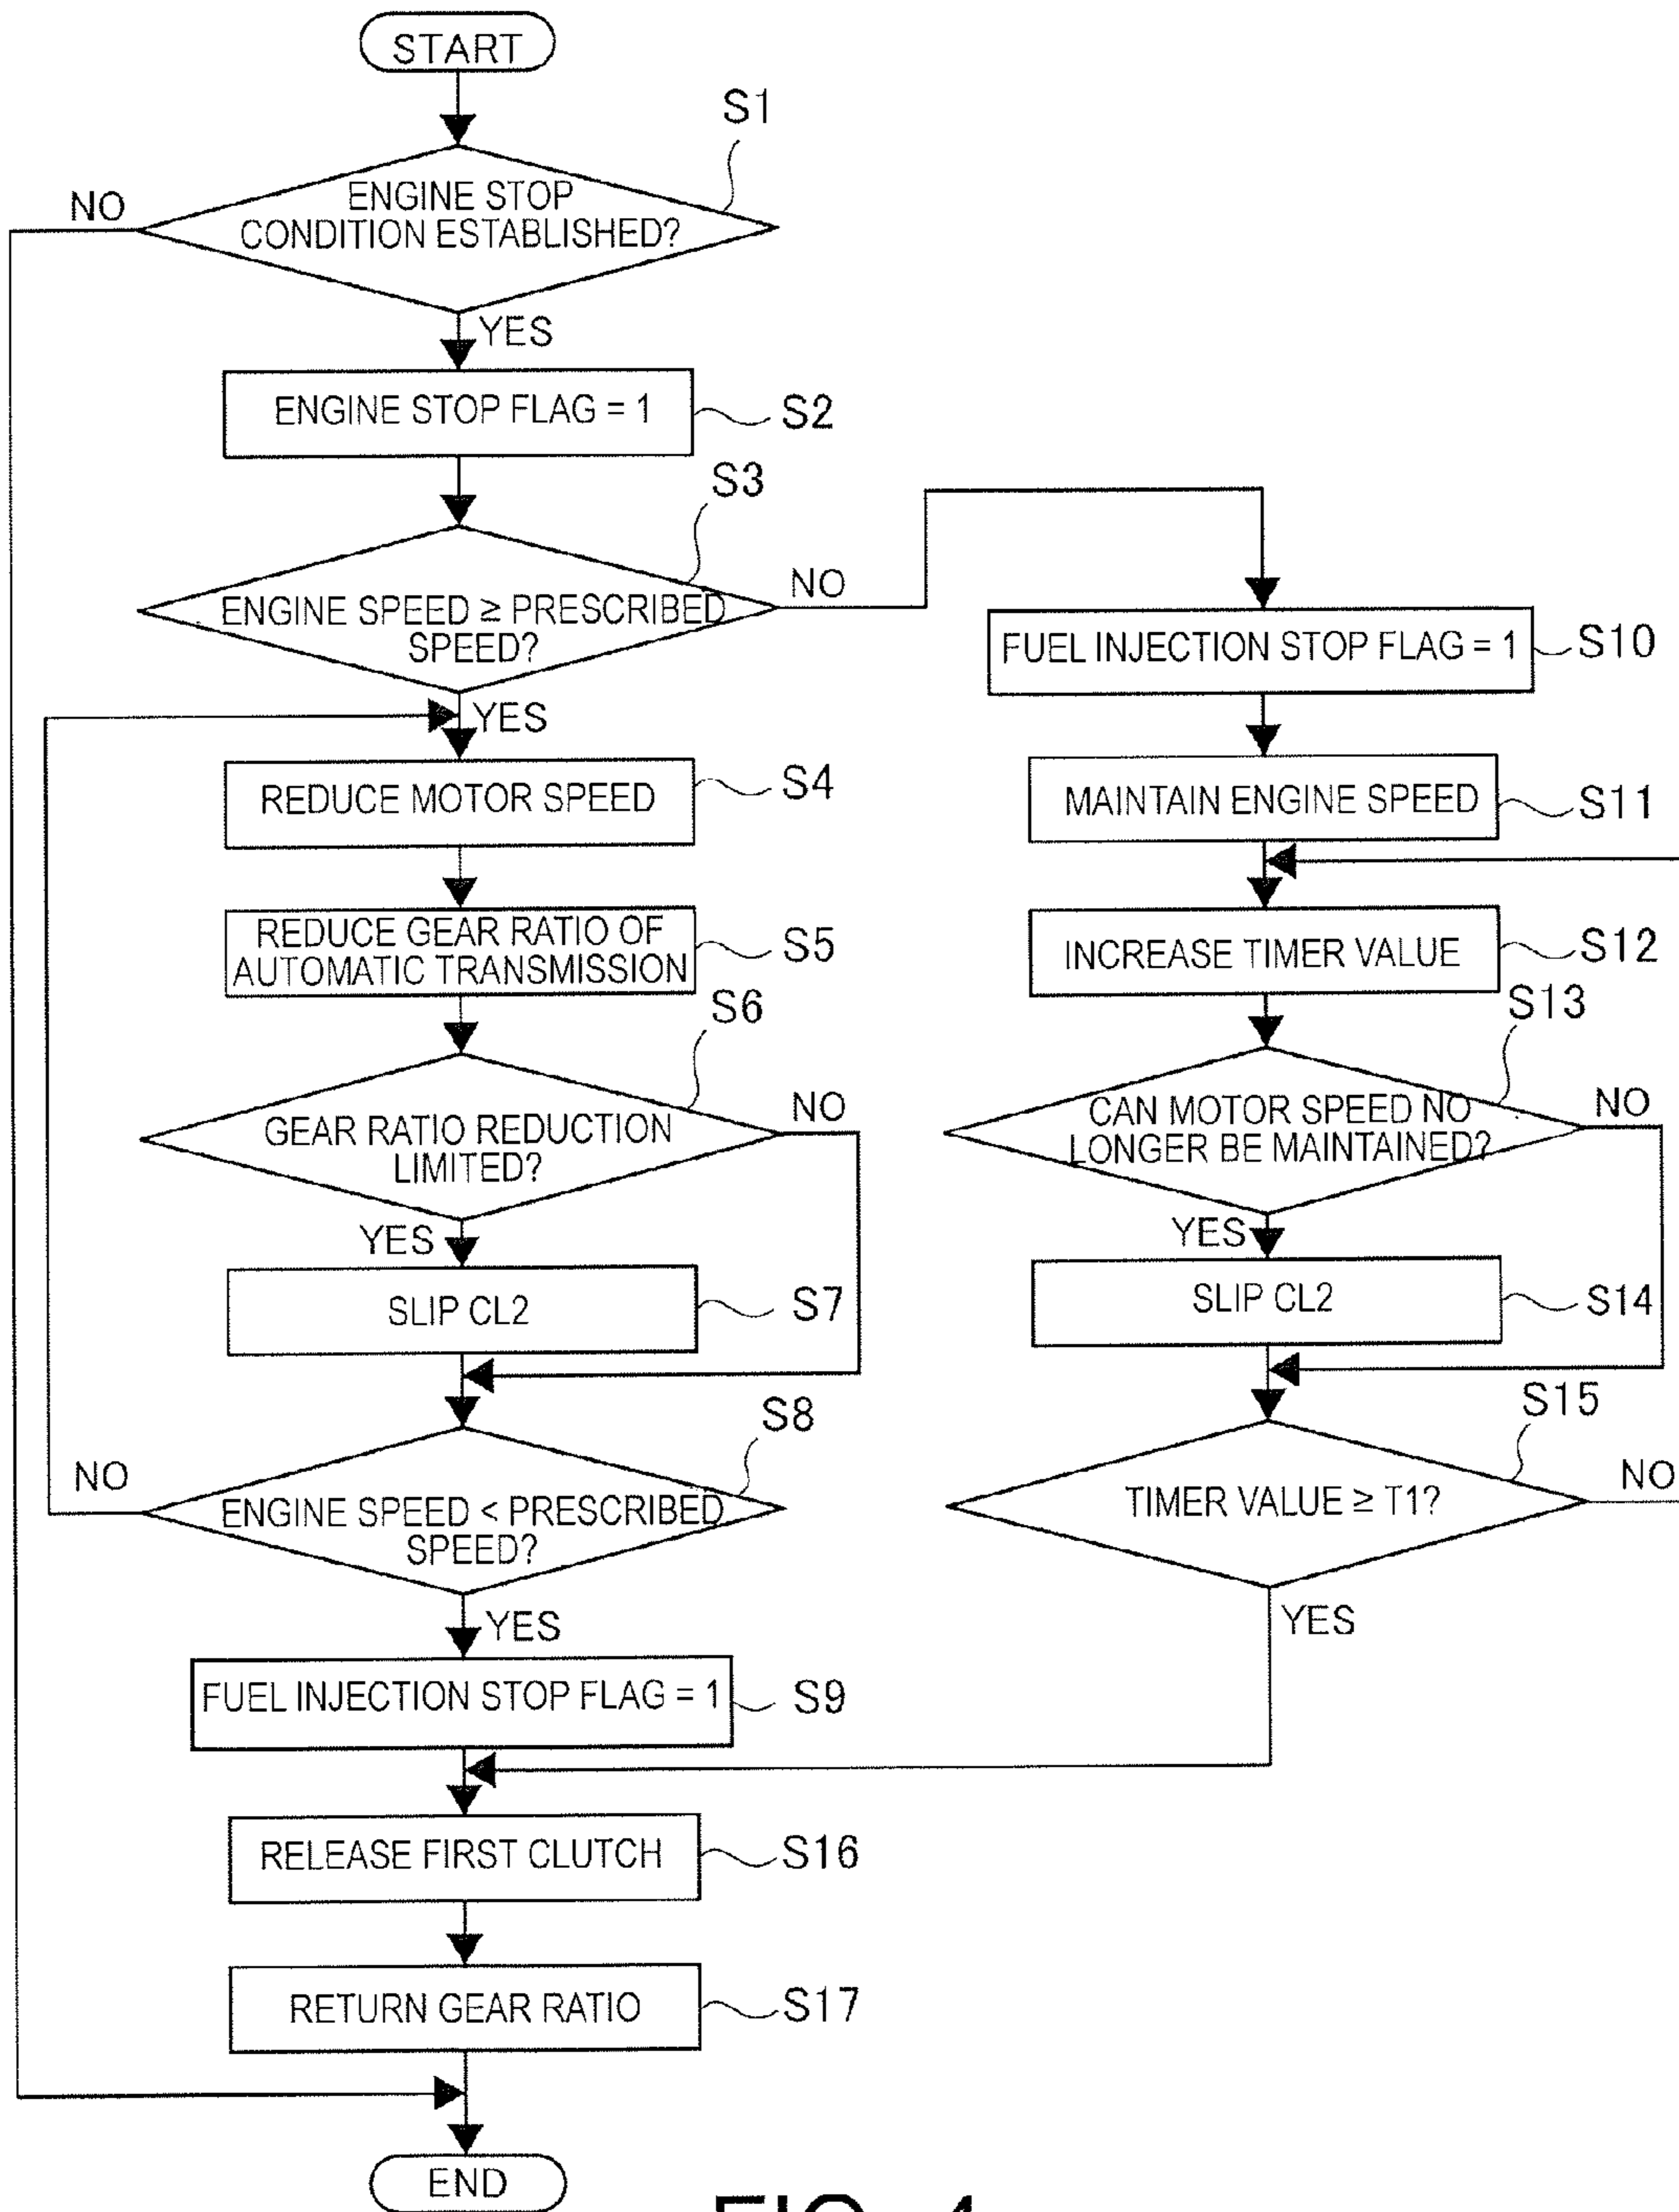 START
S1
ENGINE STOP
CONDITION ESTABLISHED?
NO
YES
ENGINE STOP FLAG = 1
S2
S3
ENGINE SPEED ≥ PRESCRIBED
SPEED?
NO
YES
REDUCE MOTOR SPEED
S4
REDUCE GEAR RATIO OF
AUTOMATIC TRANSMISSION
S5
S6
GEAR RATIO REDUCTION
LIMITED?
NO
YES
SLIP CL2
S7
S8
ENGINE SPEED < PRESCRIBED
SPEED?
NO
YES
FUEL INJECTION STOP FLAG = 1
S9
FUEL INJECTION STOP FLAG = 1
S10
MAINTAIN ENGINE SPEED
S11
INCREASE TIMER VALUE
S12
S13
CAN MOTOR SPEED NO
LONGER BE MAINTAINED?
NO
YES
SLIP CL2
S14
S15
TIMER VALUE ≥ T1?
NO
YES
RELEASE FIRST CLUTCH
S16
RETURN GEAR RATIO
S17
END